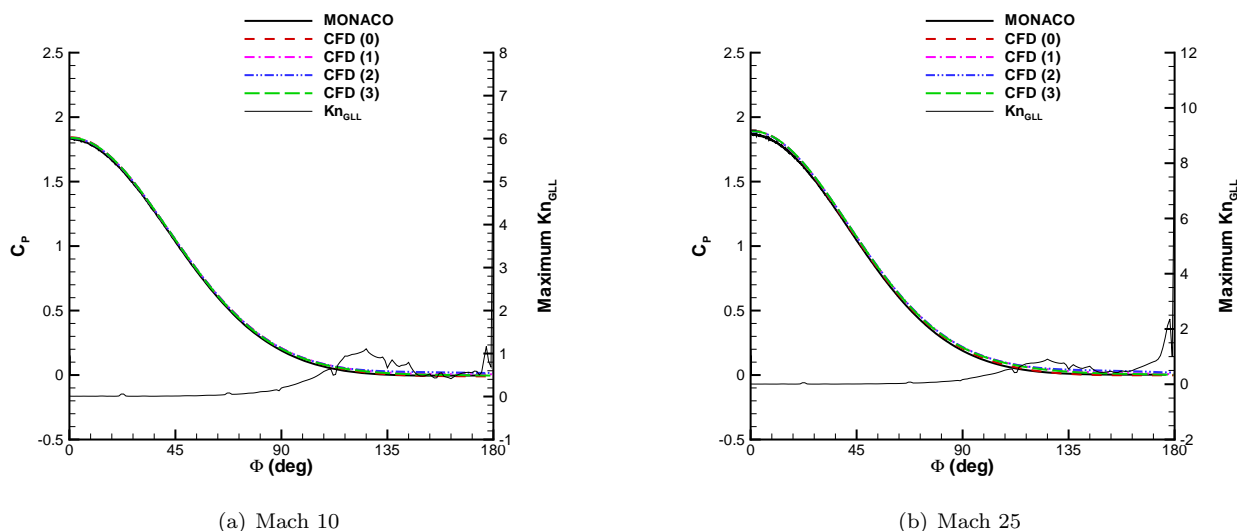 MONACO
CFD (0)
CFD (1)
CFD (2)
CFD (3)
Kn_GLL
2.5
2
1.5
1
0.5
0
-0.5
C_P
0
45
90
135
180
Φ (deg)
8
7
6
5
4
3
2
1
0
-1
Maximum Kn_GLL
(a) Mach 10
MONACO
CFD (0)
CFD (1)
CFD (2)
CFD (3)
Kn_GLL
2.5
2
1.5
1
0.5
0
-0.5
C_P
0
45
90
135
180
Φ (deg)
12
10
8
6
4
2
0
-2
Maximum Kn_GLL
(b) Mach 25